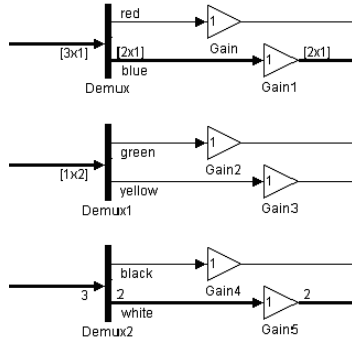 red
1
Gain
[3x1]
[2x1]
1
[2x1]
blue
Demux
Gain1
1
green
Gain2
[1x2]
1
yellow
Demux1
Gain3
1
black
Gain4
3
2
1
2
white
Demux2
Gain5